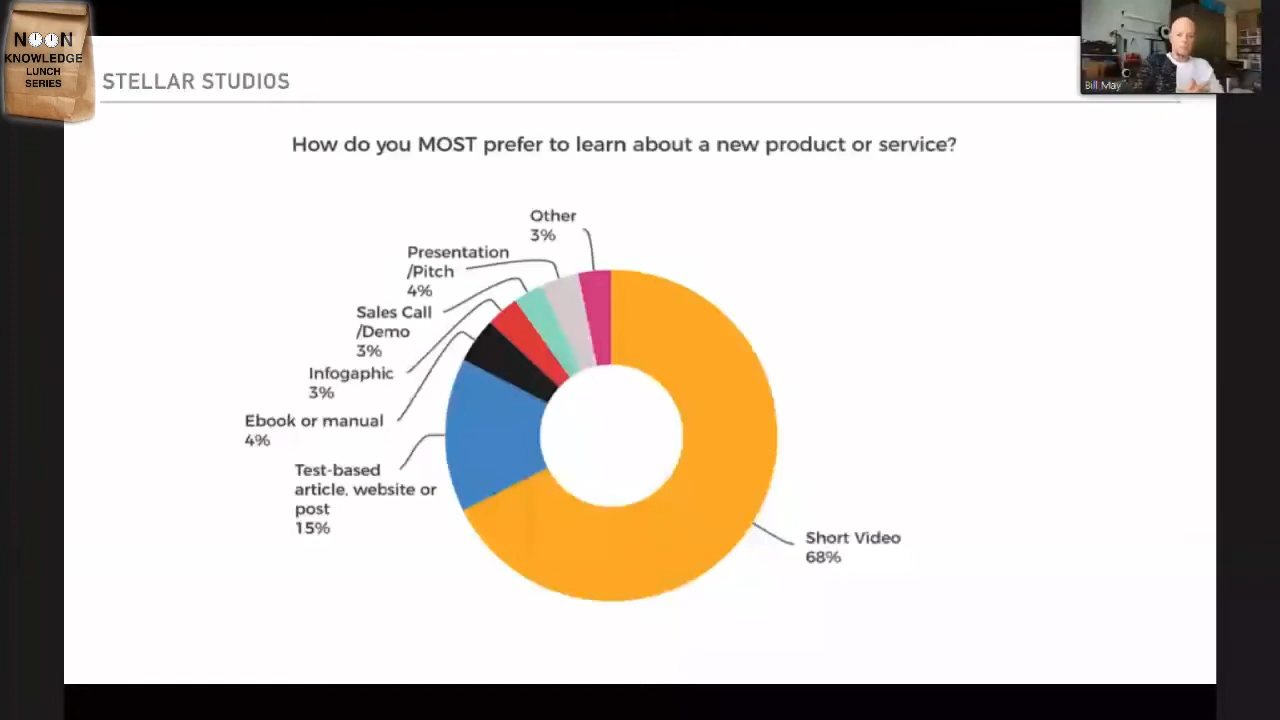 NOON
KNOWLEDGE
LUNCH
SERIES
STELLAR STUDIOS
Bill May
How do you MOST prefer to learn about a new product or service?
Other
3%
Presentation
/Pitch
4%
Sales Call
/Demo
3%
Infogaphic
3%
Ebook or manual
4%
Test-based
article, website or
post
15%
Short Video
68%